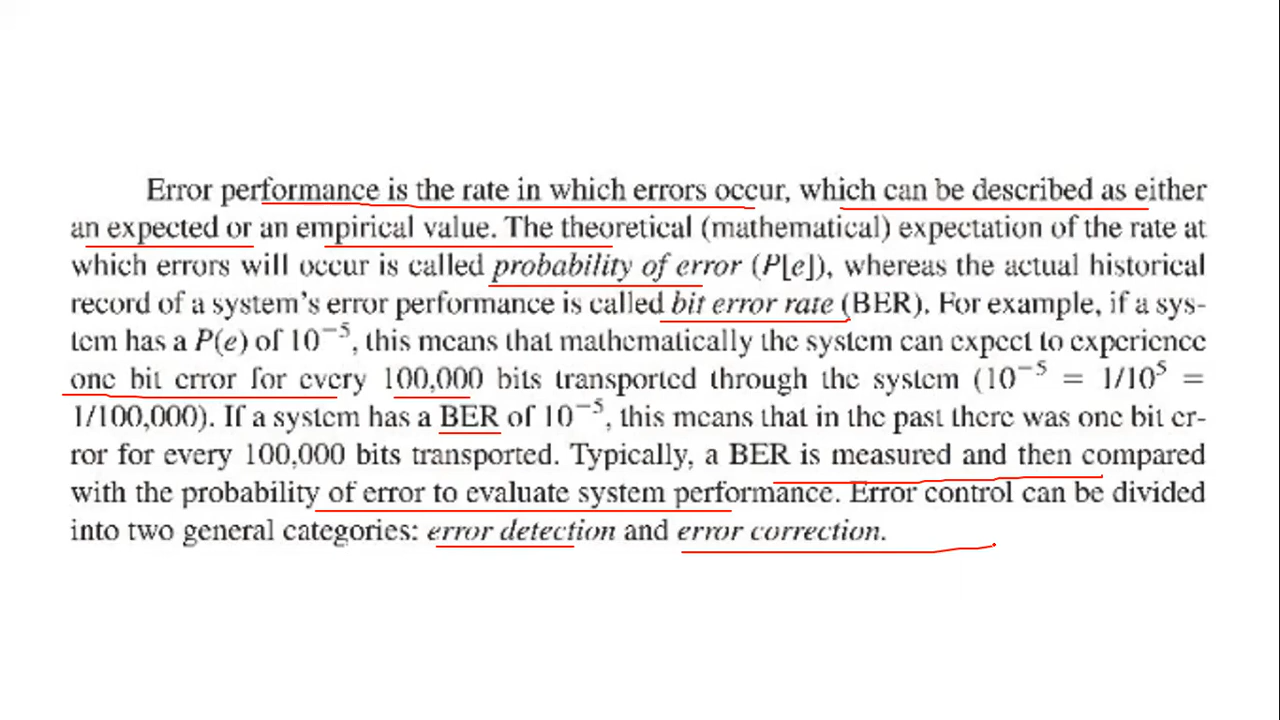 Error performance is the rate in which errors occur, which can be described as either
an expected or an empirical value. The theoretical (mathematical) expectation of the rate at
which errors will occur is called probability of error (P[e]), whereas the actual historical
record of a system's error performance is called bit error rate (BER). For example, if a sys-
tem has a P(e) of 10⁻⁵, this means that mathematically the system can expect to experience
one bit error for every 100,000 bits transported through the system (10⁻⁵ = 1/10⁵ =
1/100,000). If a system has a BER of 10⁻⁵, this means that in the past there was one bit er-
ror for every 100,000 bits transported. Typically, a BER is measured and then compared
with the probability of error to evaluate system performance. Error control can be divided
into two general categories: error detection and error correction.